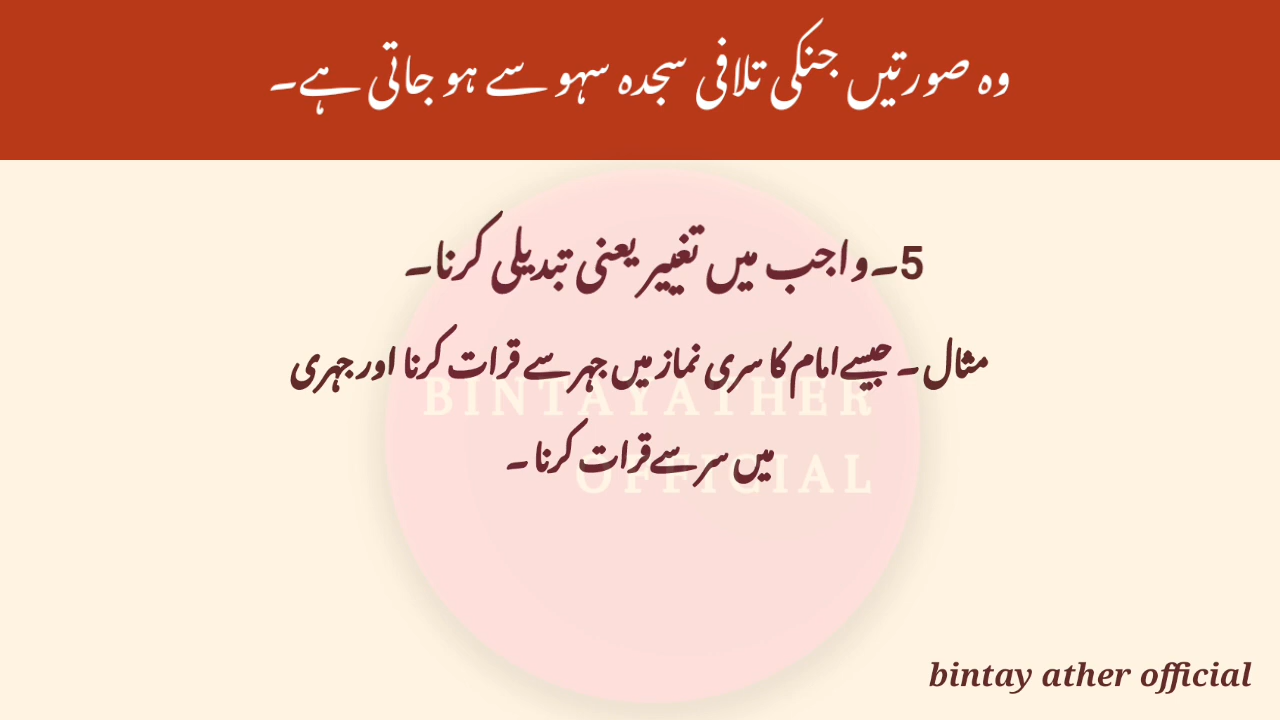 وہ صورتیں جنکی تلافی سجدہ سہو سے ہو جاتی ہے۔
5۔واجب میں تغییر یعنی تبدیلی کرنا۔
مثال ۔ جیسے امام کا سری نماز میں جہر سے قرات کرنا اور جہری
میں سر سے قرات کرنا ۔
BINTAYATHER
OFFICIAL
bintay ather official